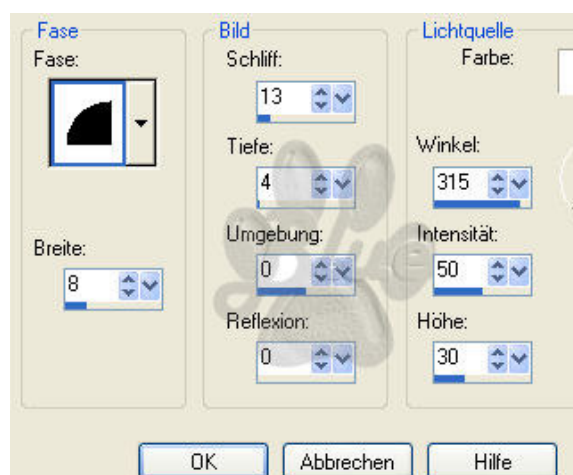 Fase
Fase:
Breite:
8
Bild
Schliff:
13
Tiefe:
4
Umgebung:
0
Reflexion:
0
Lichtquelle
Farbe:
Winkel:
315
Intensität:
50
Höhe:
30
OK
Abbrechen
Hilfe